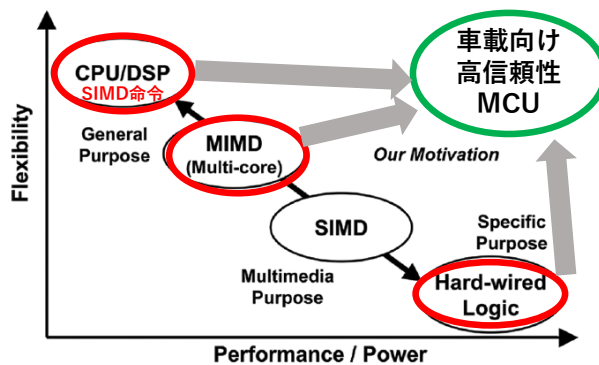 Flexibility
CPU/DSP
SIMD命令
General
Purpose
MIMD
(Multi-core)
車載向け
高信頼性
MCU
Our Motivation
SIMD
Multimedia
Purpose
Specific
Purpose
Hard-wired
Logic
Performance / Power